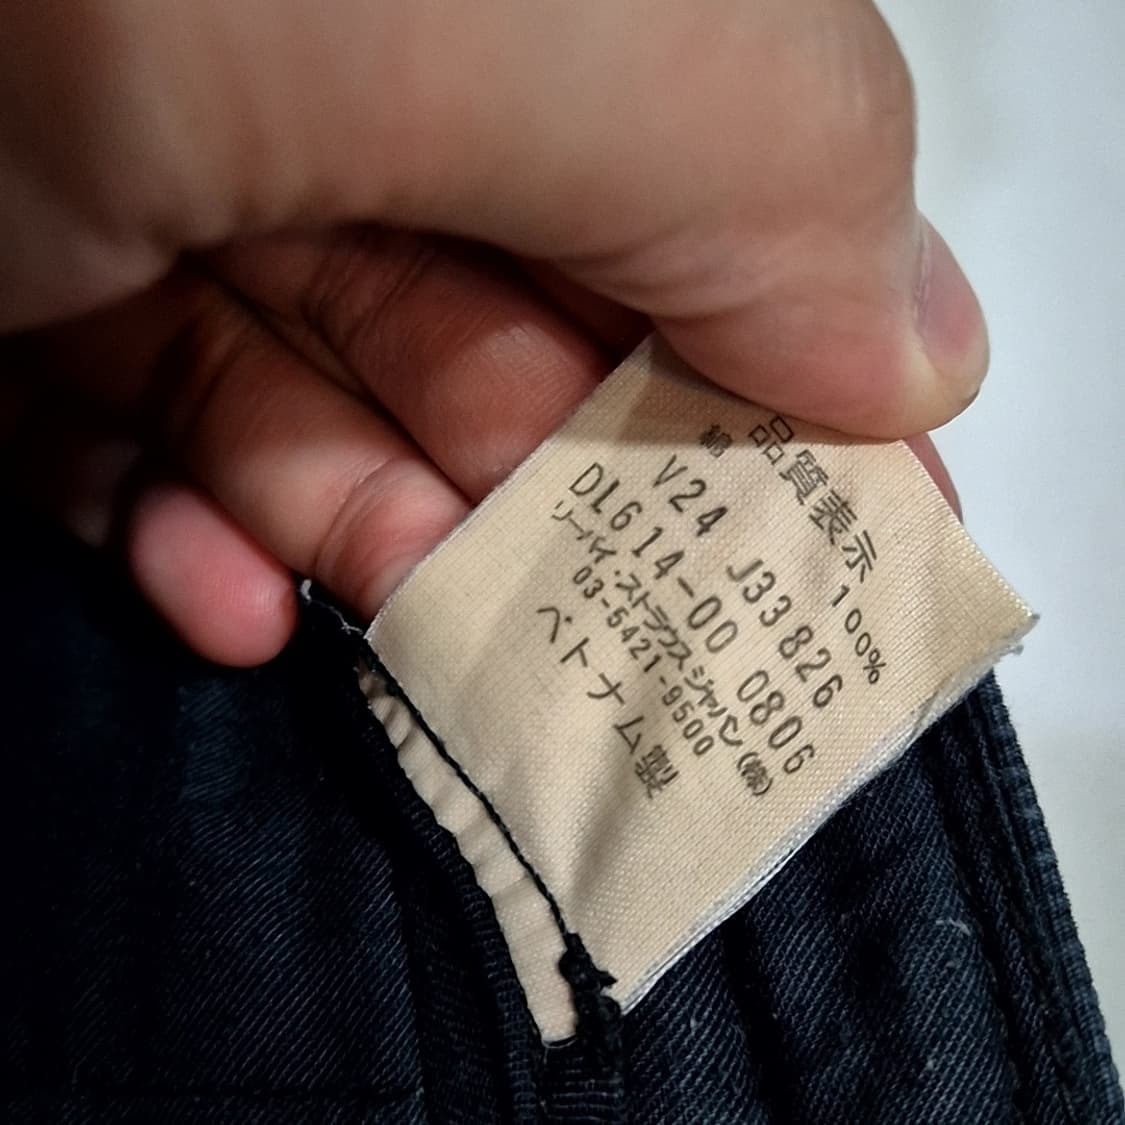 品質表示
綿 100%
V24 J33826
DL614-00 0806
リーバイ・ストラウスジャパン(株)
03-5421-9500
ベトナム製